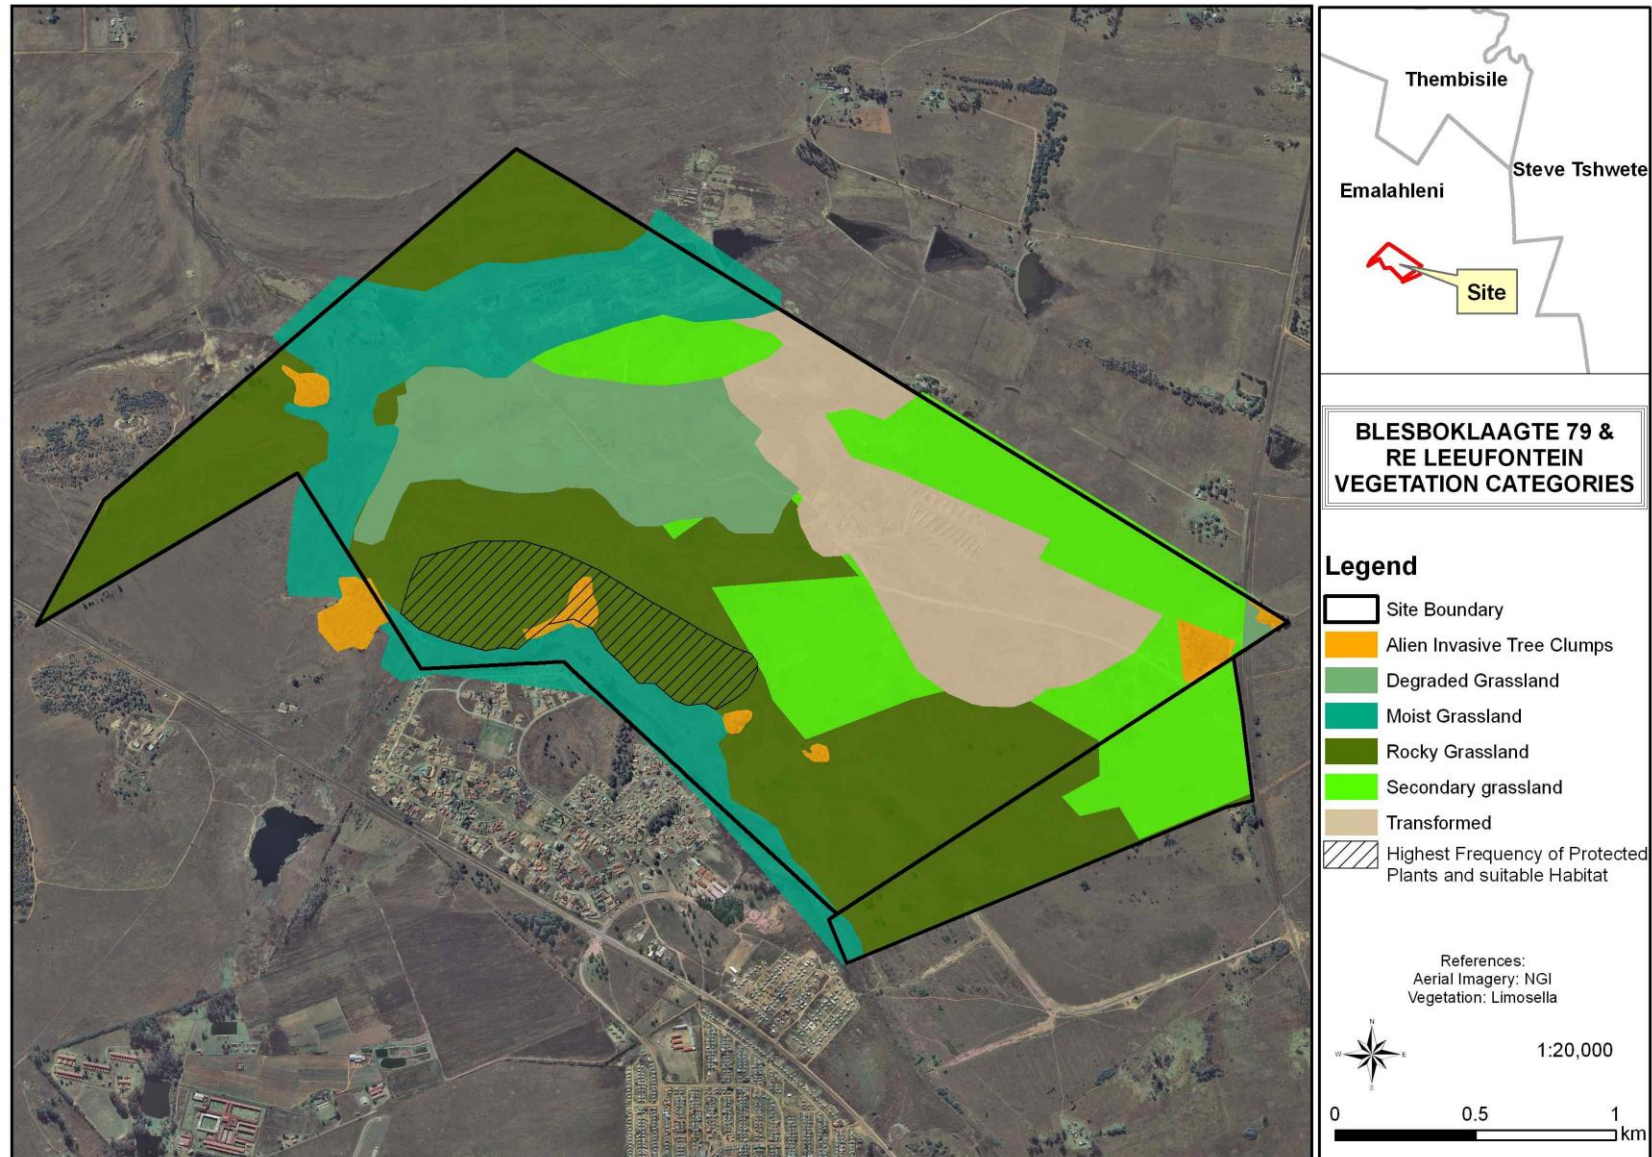 Thembisile
Steve Tshwete
Emalahleni
Site
BLESBOKLAAGTE 79 &
RE LEEUFONTEIN
VEGETATION CATEGORIES
Legend
Site Boundary
Alien Invasive Tree Clumps
Degraded Grassland
Moist Grassland
Rocky Grassland
Secondary grassland
Transformed
Highest Frequency of Protected
Plants and suitable Habitat
References:
Aerial Imagery: NGI
Vegetation: Limosella
N
W E
S
1:20,000
0 0.5 1
km